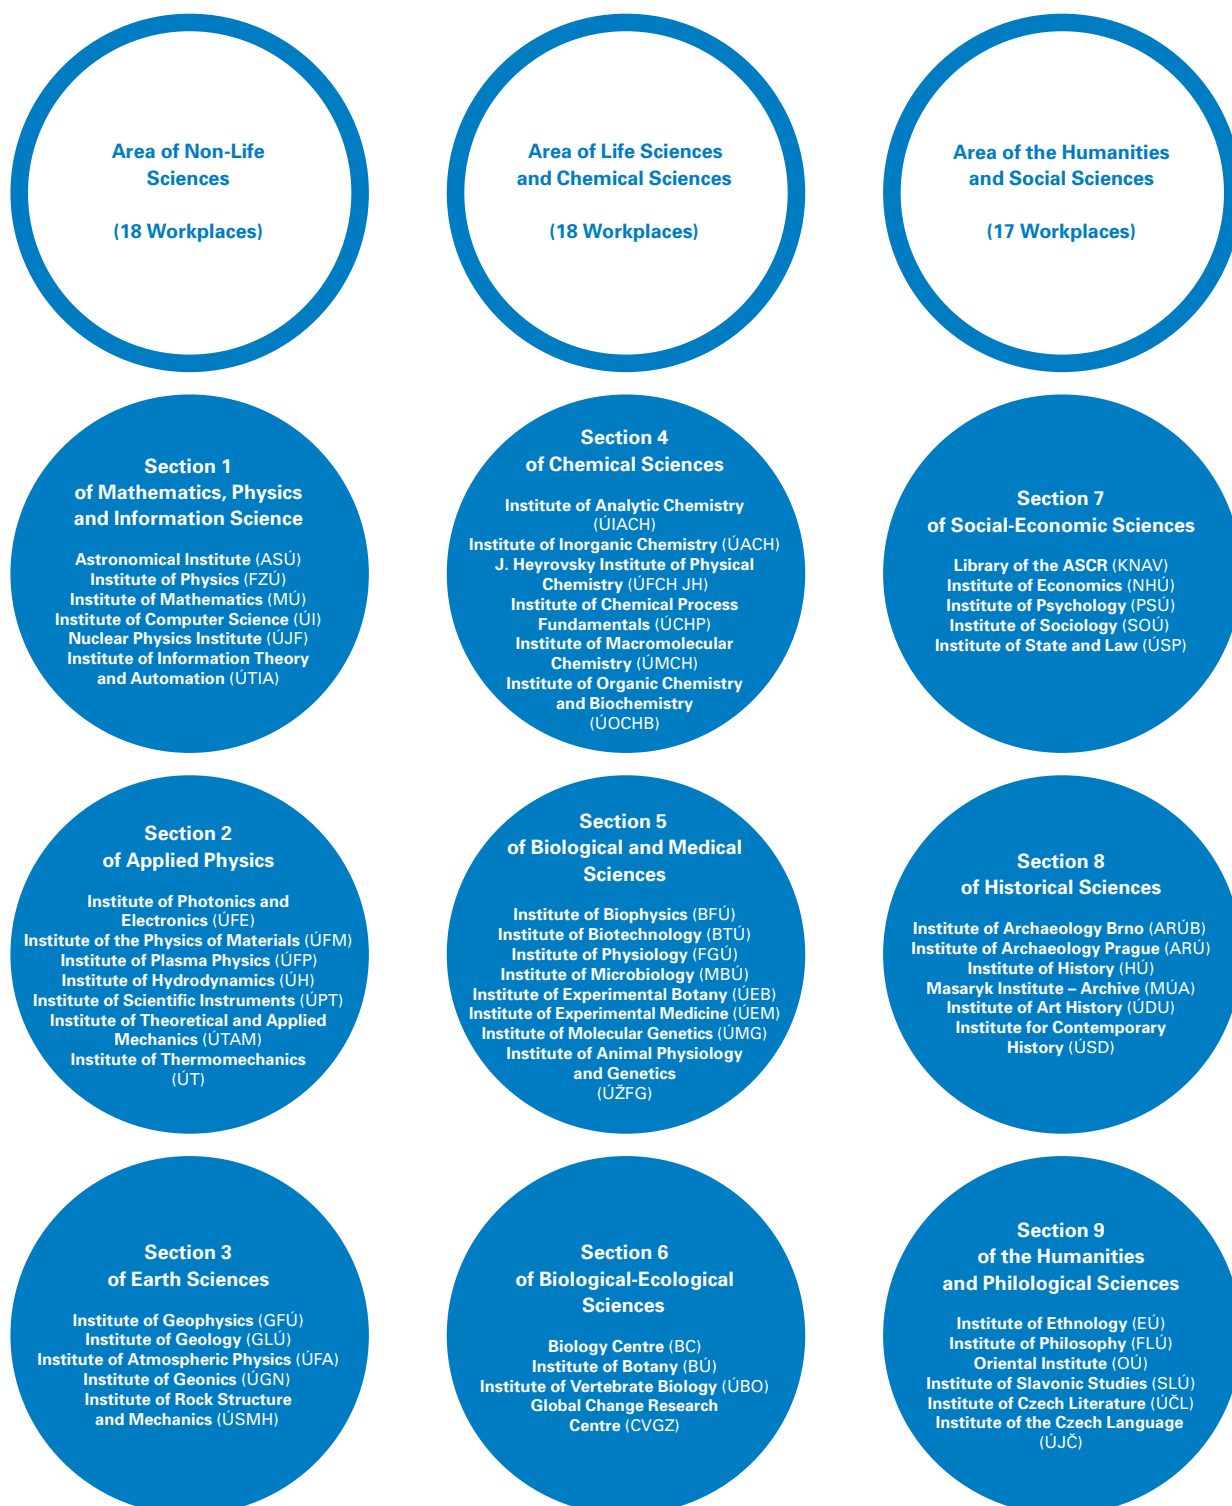 Area of Non-Life
Sciences
(18 Workplaces)
Area of Life Sciences
and Chemical Sciences
(18 Workplaces)
Area of the Humanities
and Social Sciences
(17 Workplaces)
Section 1
of Mathematics, Physics
and Information Science
Astronomical Institute (ASÚ)
Institute of Physics (FZÚ)
Institute of Mathematics (MÚ)
Institute of Computer Science (ÚI)
Nuclear Physics Institute (ÚJF)
Institute of Information Theory
and Automation (ÚTIA)
Section 4
of Chemical Sciences
Institute of Analytic Chemistry
(ÚIACH)
Institute of Inorganic Chemistry (ÚACH)
J. Heyrovsky Institute of Physical
Chemistry (ÚFCH JH)
Institute of Chemical Process
Fundamentals (ÚCHP)
Institute of Macromolecular
Chemistry (ÚMCH)
Institute of Organic Chemistry
and Biochemistry
(ÚOCHB)
Section 7
of Social-Economic Sciences
Library of the ASCR (KNAV)
Institute of Economics (NHÚ)
Institute of Psychology (PSÚ)
Institute of Sociology (SOÚ)
Institute of State and Law (ÚSP)
Section 2
of Applied Physics
Institute of Photonics and
Electronics (ÚFE)
Institute of the Physics of Materials (ÚFM)
Institute of Plasma Physics (ÚFP)
Institute of Hydrodynamics (ÚH)
Institute of Scientific Instruments (ÚPT)
Institute of Theoretical and Applied
Mechanics (ÚTAM)
Institute of Thermomechanics
(ÚT)
Section 5
of Biological and Medical
Sciences
Institute of Biophysics (BFÚ)
Institute of Biotechnology (BTÚ)
Institute of Physiology (FGÚ)
Institute of Microbiology (MBÚ)
Institute of Experimental Botany (ÚEB)
Institute of Experimental Medicine (ÚEM)
Institute of Molecular Genetics (ÚMG)
Institute of Animal Physiology
and Genetics
(ÚŽFG)
Section 8
of Historical Sciences
Institute of Archaeology Brno (ARÚB)
Institute of Archaeology Prague (ARÚ)
Institute of History (HÚ)
Masaryk Institute – Archive (MÚA)
Institute of Art History (ÚDU)
Institute for Contemporary
History (ÚSD)
Section 3
of Earth Sciences
Institute of Geophysics (GFÚ)
Institute of Geology (GLÚ)
Institute of Atmospheric Physics (ÚFA)
Institute of Geonics (ÚGN)
Institute of Rock Structure
and Mechanics (ÚSMH)
Section 6
of Biological-Ecological
Sciences
Biology Centre (BC)
Institute of Botany (BÚ)
Institute of Vertebrate Biology (ÚBO)
Global Change Research
Centre (CVGZ)
Section 9
of the Humanities
and Philological Sciences
Institute of Ethnology (EÚ)
Institute of Philosophy (FLÚ)
Oriental Institute (OÚ)
Institute of Slavonic Studies (SLÚ)
Institute of Czech Literature (ÚČL)
Institute of the Czech Language
(ÚJČ)